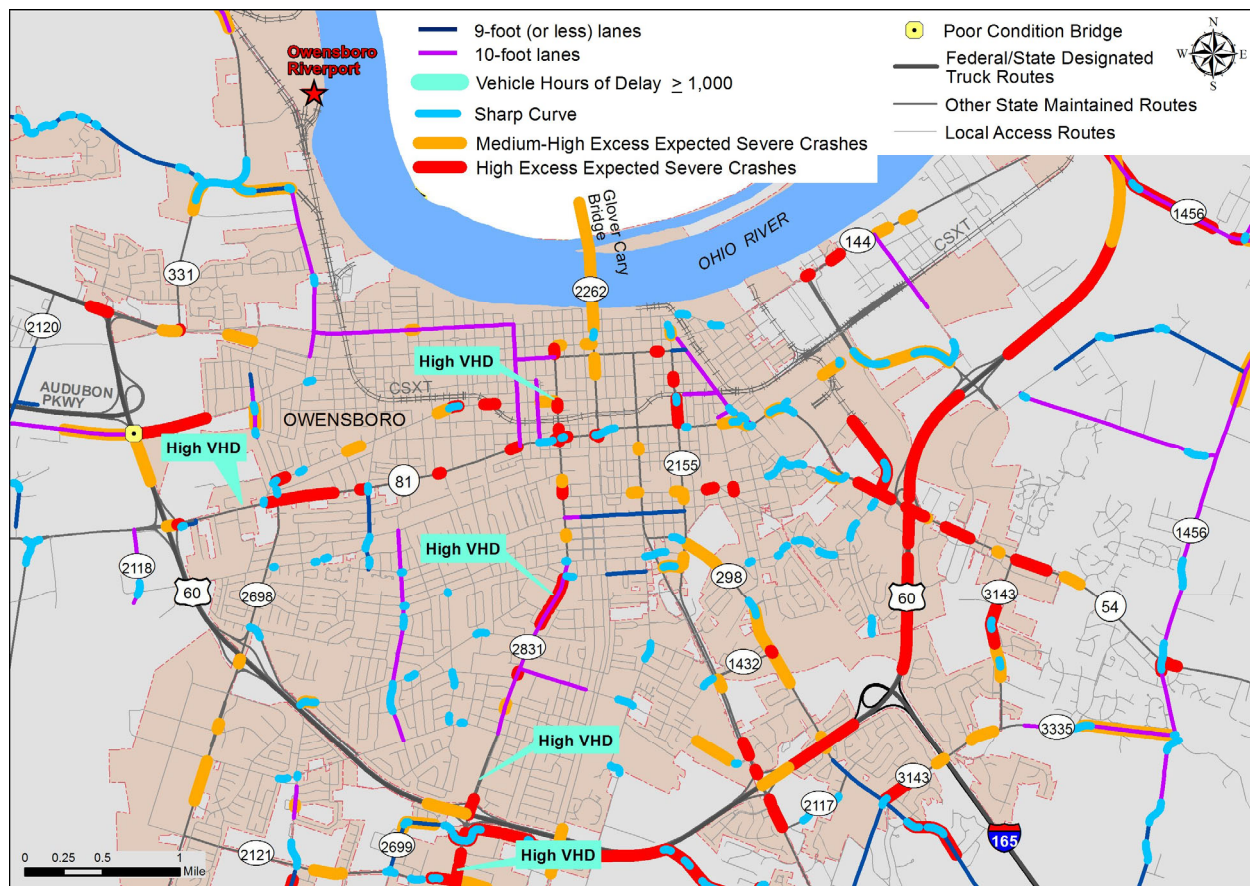 9-foot (or less) lanes
10-foot lanes
Vehicle Hours of Delay ≥ 1,000
Sharp Curve
Medium-High Excess Expected Severe Crashes
High Excess Expected Severe Crashes
Poor Condition Bridge
Federal/State Designated
Truck Routes
Other State Maintained Routes
Local Access Routes
N
W
E
S
Owensboro
Riverport
Glover Cary
Bridge
OHIO RIVER
CSXT
144
1456
331
2262
2120
AUDUBON
PKWY
High VHD
CSXT
OWENSBORO
High VHD
81
2155
High VHD
1456
2118
60
2698
298
60
3143
54
2831
1432
High VHD
3335
3143
2117
165
2121
2699
High VHD
0
0.25
0.5
1
Mile